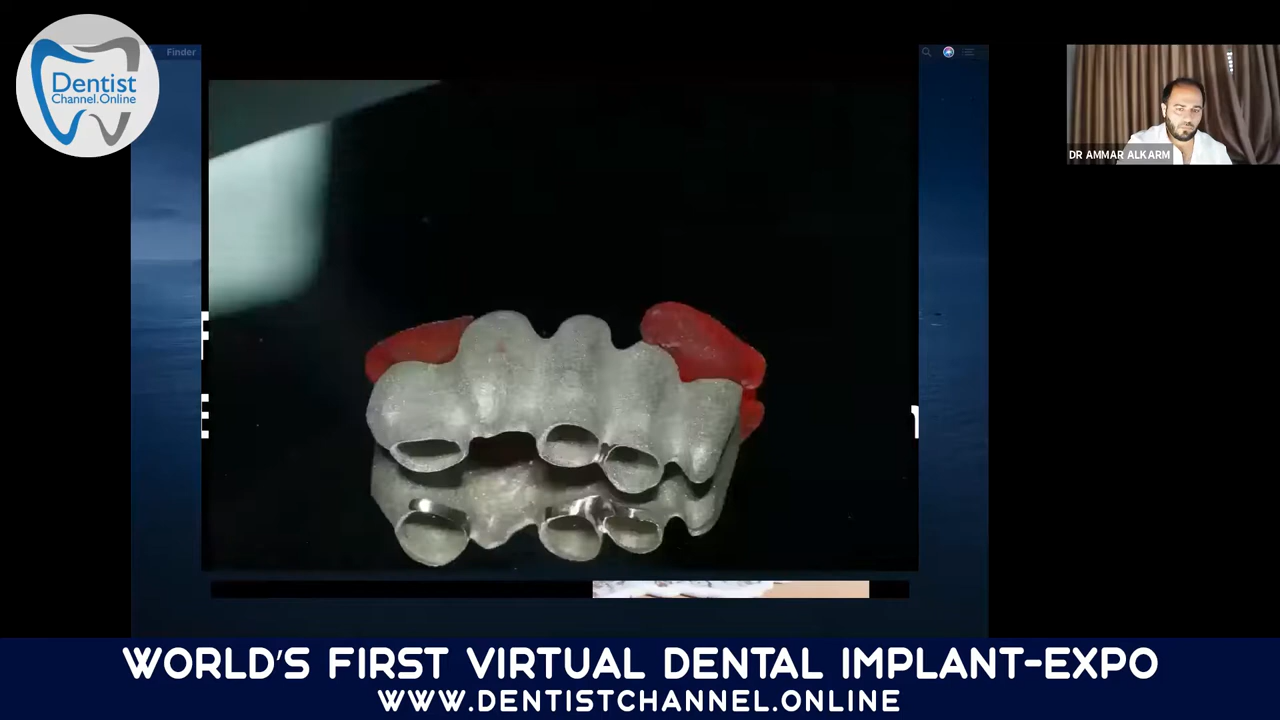 Dentist
Channel.Online
Finder
DR AMMAR ALKARM
WORLD'S FIRST VIRTUAL DENTAL IMPLANT-EXPO
WWW.DENTISTCHANNEL.ONLINE